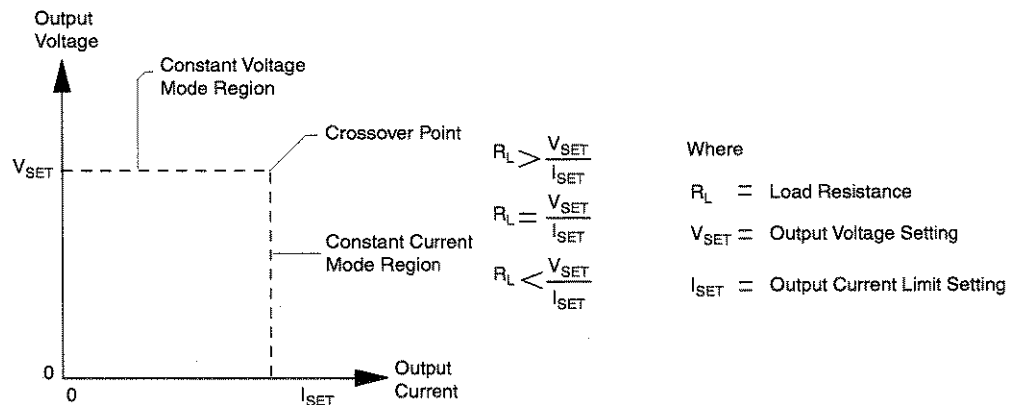 Output
Voltage
Constant Voltage
Mode Region
Crossover Point
V_SET
R_L > V_SET / I_SET
R_L = V_SET / I_SET
Constant Current
Mode Region
R_L < V_SET / I_SET
Where
R_L = Load Resistance
V_SET = Output Voltage Setting
I_SET = Output Current Limit Setting
0
0
I_SET
Output
Current